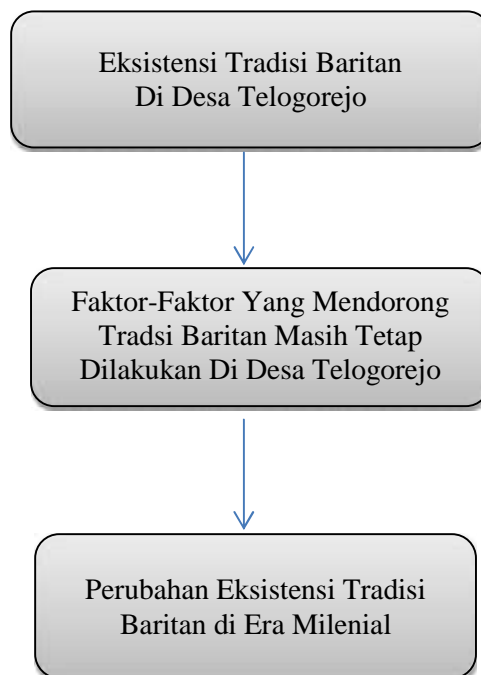 Eksistensi Tradisi Baritan
Di Desa Telogorejo
Faktor-Faktor Yang Mendorong
Tradsi Baritan Masih Tetap
Dilakukan Di Desa Telogorejo
Perubahan Eksistensi Tradisi
Baritan di Era Milenial